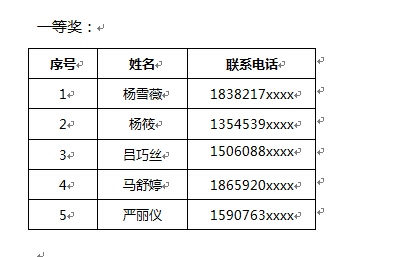 一等奖：
序号 姓名 联系电话
1 杨雪薇 1838217xxxx
2 杨筱 1354539xxxx
3 吕巧丝 1506088xxxx
4 马舒婷 1865920xxxx
5 严丽仪 1590763xxxx